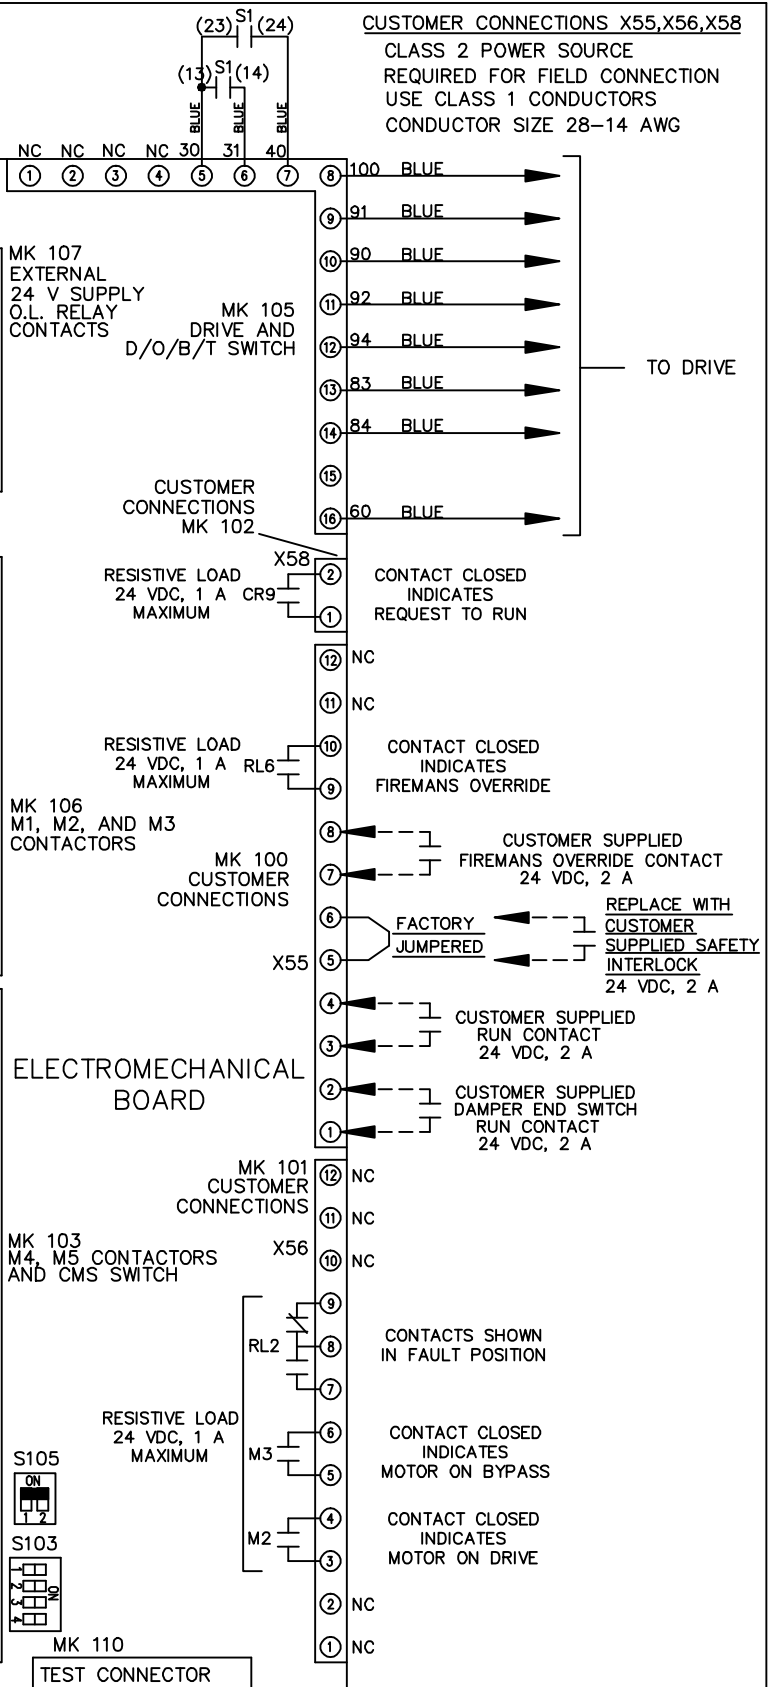 (23) S1 (24)
(13) S1 (14)
BLUE BLUE BLUE
CUSTOMER CONNECTIONS X55,X56,X58
CLASS 2 POWER SOURCE
REQUIRED FOR FIELD CONNECTION
USE CLASS 1 CONDUCTORS
CONDUCTOR SIZE 28–14 AWG
NC NC NC NC 30 31 40
1 2 3 4 5 6 7 8 100 BLUE
9 91 BLUE
10 90 BLUE
11 92 BLUE
12 94 BLUE
13 83 BLUE
14 84 BLUE
15
16 60 BLUE
TO DRIVE
MK 107
EXTERNAL
24 V SUPPLY
O.L. RELAY
CONTACTS
MK 105
DRIVE AND
D/O/B/T SWITCH
CUSTOMER
CONNECTIONS
MK 102
X58
2
1
RESISTIVE LOAD
24 VDC, 1 A CR9
MAXIMUM
CONTACT CLOSED
INDICATES
REQUEST TO RUN
12 NC
11 NC
10
9
RESISTIVE LOAD
24 VDC, 1 A RL6
MAXIMUM
CONTACT CLOSED
INDICATES
FIREMANS OVERRIDE
MK 106
M1, M2, AND M3
CONTACTORS
MK 100
CUSTOMER
CONNECTIONS
8
7
CUSTOMER SUPPLIED
FIREMANS OVERRIDE CONTACT
24 VDC, 2 A
6
5
X55
FACTORY
JUMPERED
REPLACE WITH
CUSTOMER
SUPPLIED SAFETY
INTERLOCK
24 VDC, 2 A
4
3
CUSTOMER SUPPLIED
RUN CONTACT
24 VDC, 2 A
ELECTROMECHANICAL
BOARD
2
1
CUSTOMER SUPPLIED
DAMPER END SWITCH
RUN CONTACT
24 VDC, 2 A
MK 101
CUSTOMER
CONNECTIONS
12 NC
11 NC
X56
10 NC
MK 103
M4, M5 CONTACTORS
AND CMS SWITCH
9
RL2 8
7
CONTACTS SHOWN
IN FAULT POSITION
RESISTIVE LOAD
24 VDC, 1 A
MAXIMUM
6
M3
5
CONTACT CLOSED
INDICATES
MOTOR ON BYPASS
4
M2
3
CONTACT CLOSED
INDICATES
MOTOR ON DRIVE
2 NC
1 NC
S105
ON
1 2
S103
1
2
3
4
ON
MK 110
TEST CONNECTOR